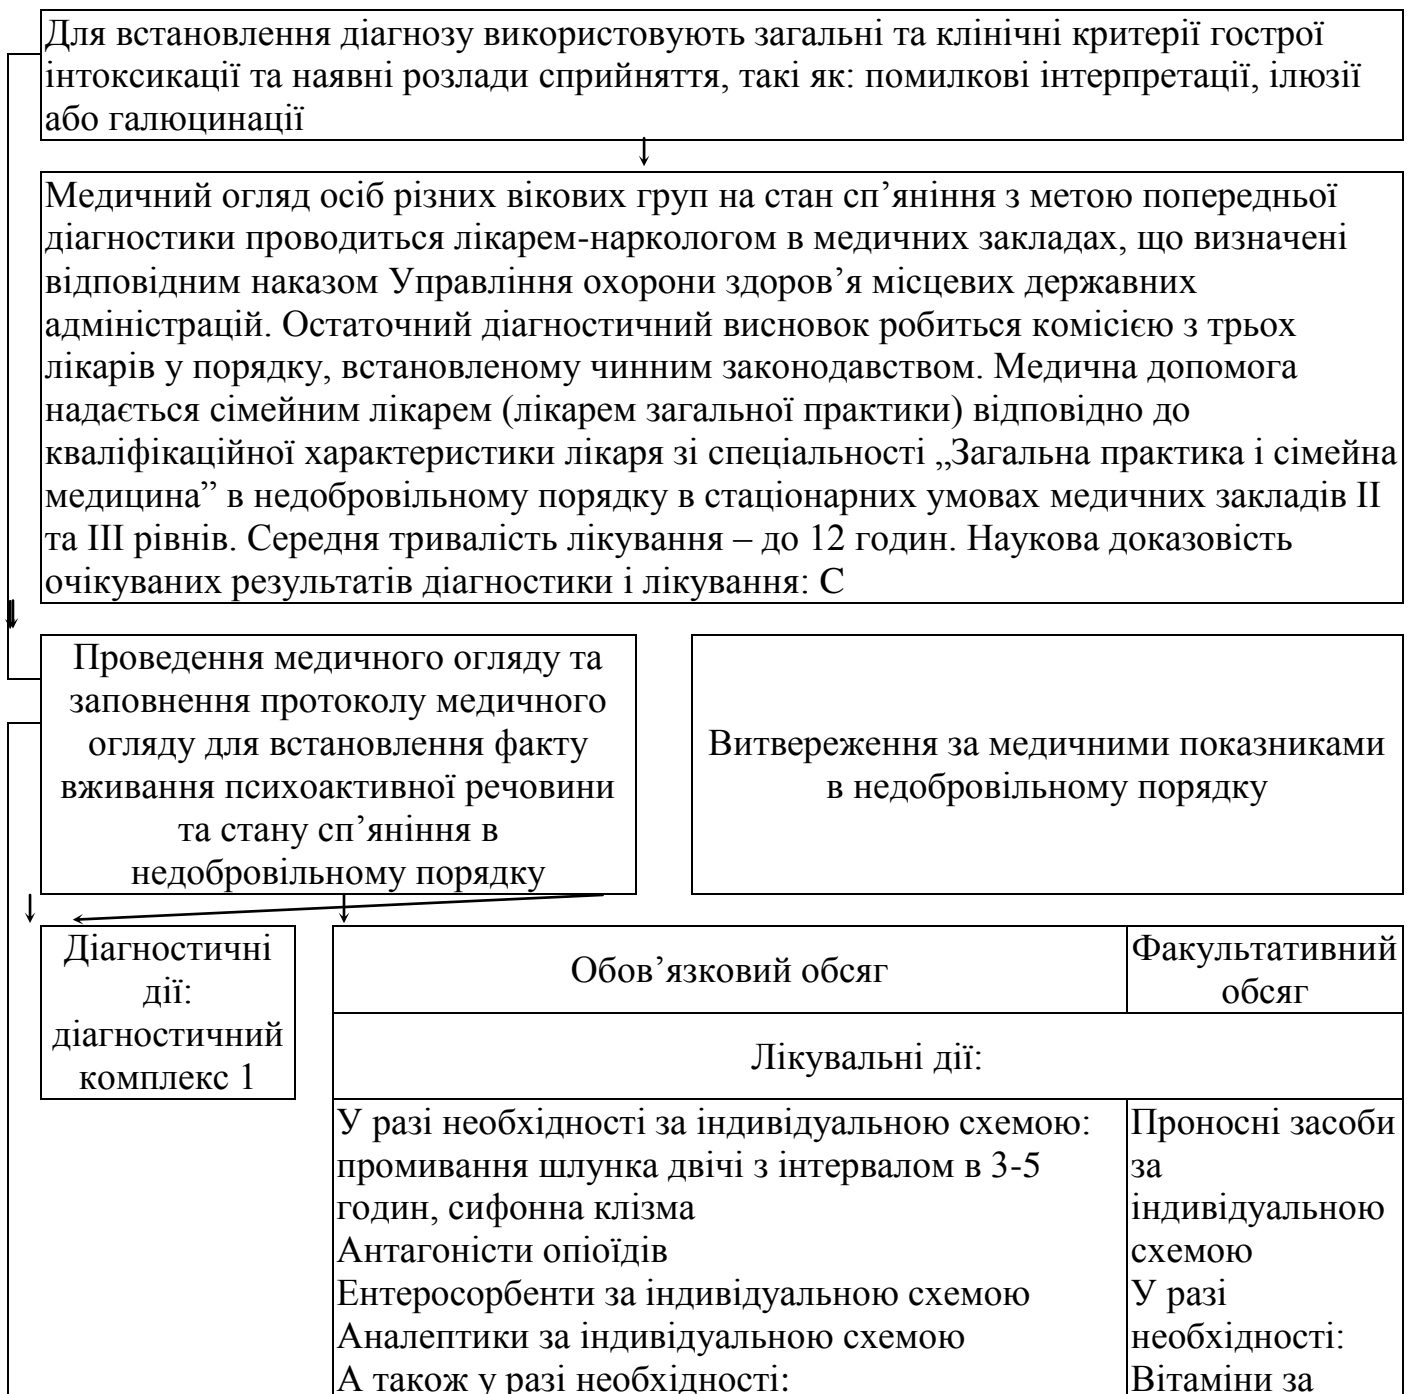 Для встановлення діагнозу використовують загальні та клінічні критерії гострої
інтоксикації та наявні розлади сприйняття, такі як: помилкові інтерпретації, ілюзії
або галюцинації
Медичний огляд осіб різних вікових груп на стан сп’яніння з метою попередньої
діагностики проводиться лікарем-наркологом в медичних закладах, що визначені
відповідним наказом Управління охорони здоров’я місцевих державних
адміністрацій. Остаточний діагностичний висновок робиться комісією з трьох
лікарів у порядку, встановленому чинним законодавством. Медична допомога
надається сімейним лікарем (лікарем загальної практики) відповідно до
кваліфікаційної характеристики лікаря зі спеціальності „Загальна практика і сімейна
медицина” в недобровільному порядку в стаціонарних умовах медичних закладів ІІ
та ІІІ рівнів. Середня тривалість лікування – до 12 годин. Наукова доказовість
очікуваних результатів діагностики і лікування: С
Проведення медичного огляду та
заповнення протоколу медичного
огляду для встановлення факту
вживання психоактивної речовини
та стану сп’яніння в
недобровільному порядку
Витвереження за медичними показниками
в недобровільному порядку
Діагностичні
дії:
діагностичний
комплекс 1
Обов’язковий обсяг
Факультативний
обсяг
Лікувальні дії:
У разі необхідності за індивідуальною схемою:
промивання шлунка двічі з інтервалом в 3-5
годин, сифонна клізма
Антагоністи опіоїдів
Ентеросорбенти за індивідуальною схемою
Аналептики за індивідуальною схемою
А також у разі необхідності:
Проносні засоби
за
індивідуальною
схемою
У разі
необхідності:
Вітаміни за